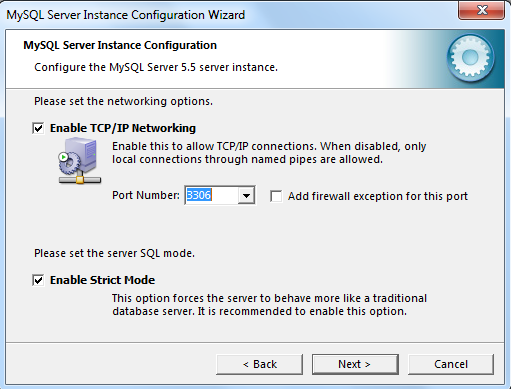 MySQL Server Instance Configuration Wizard
MySQL Server Instance Configuration
Configure the MySQL Server 5.5 server instance.
Please set the networking options.
Enable TCP/IP Networking
Enable this to allow TCP/IP connections. When disabled, only
local connections through named pipes are allowed.
Port Number: 3306 Add firewall exception for this port
Please set the server SQL mode.
Enable Strict Mode
This option forces the server to behave more like a traditional
database server. It is recommended to enable this option.
< Back Next > Cancel